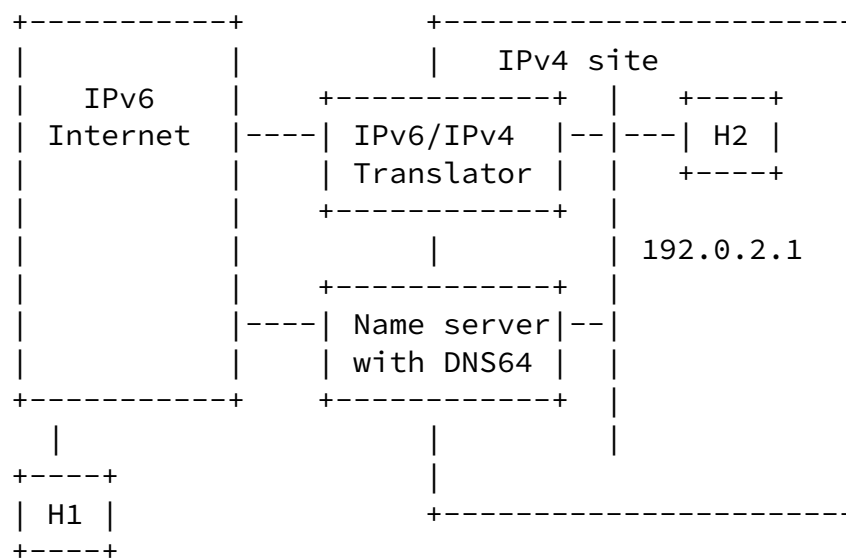 IPv4 site
IPv6
Internet
IPv6/IPv4
Translator
H2
192.0.2.1
Name server
with DNS64
H1